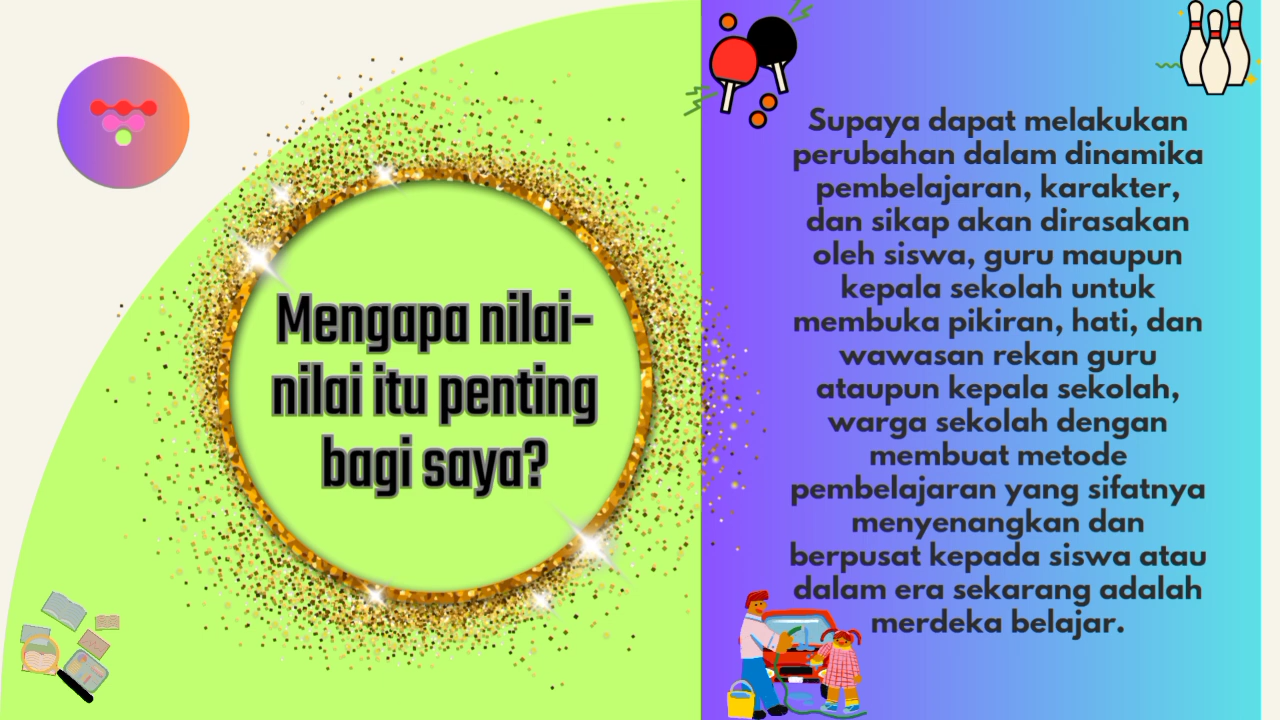 Mengapa nilai-
nilai itu penting
bagi saya?
Supaya dapat melakukan
perubahan dalam dinamika
pembelajaran, karakter,
dan sikap akan dirasakan
oleh siswa, guru maupun
kepala sekolah untuk
membuka pikiran, hati, dan
wawasan rekan guru
ataupun kepala sekolah,
warga sekolah dengan
membuat metode
pembelajaran yang sifatnya
menyenangkan dan
berpusat kepada siswa atau
dalam era sekarang adalah
merdeka belajar.